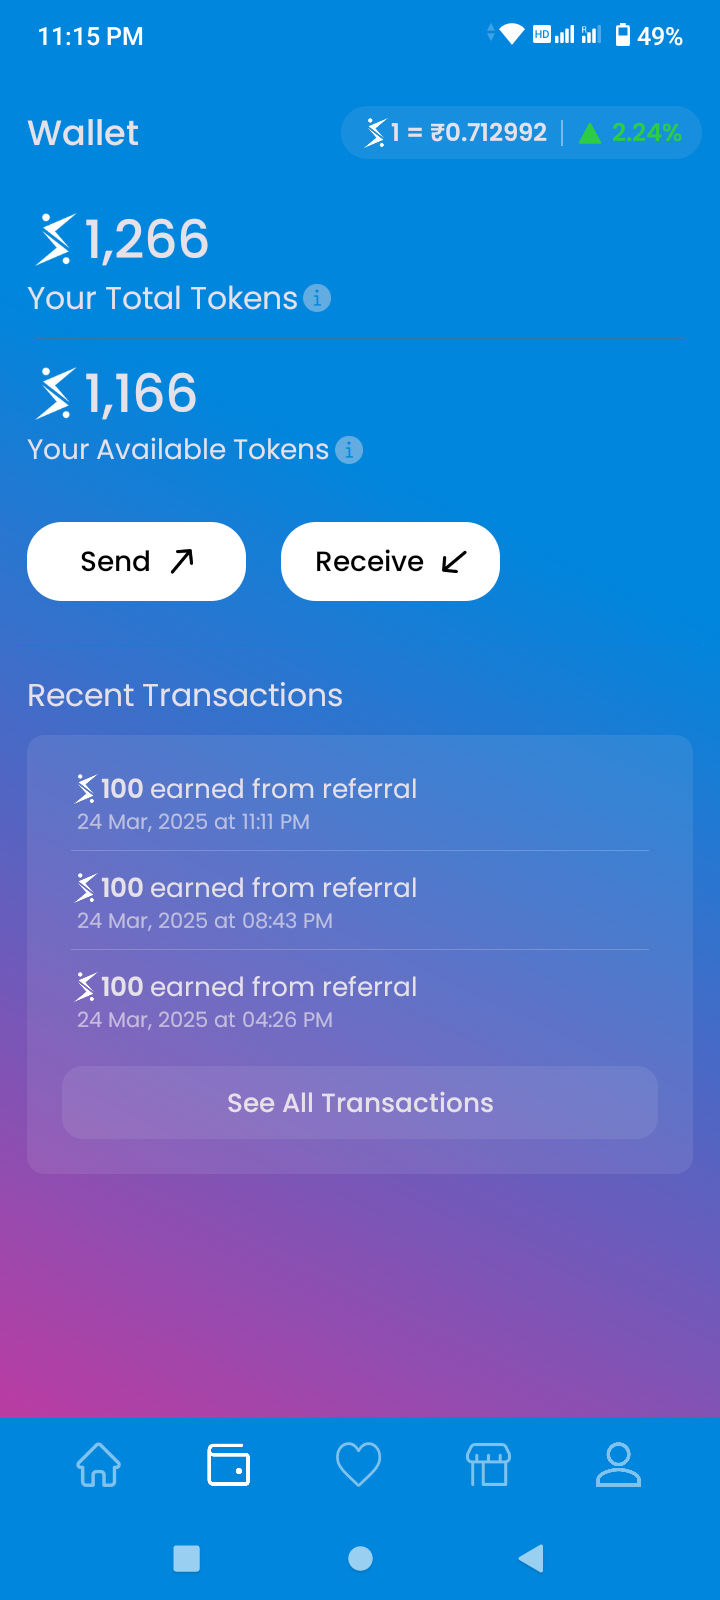 11:15 PM
HD R 49%
Wallet
1 = ₹0.712992 | ▲ 2.24%
1,266
Your Total Tokens i
1,166
Your Available Tokens i
Send ↗
Receive ↙
Recent Transactions
100 earned from referral
24 Mar, 2025 at 11:11 PM
100 earned from referral
24 Mar, 2025 at 08:43 PM
100 earned from referral
24 Mar, 2025 at 04:26 PM
See All Transactions